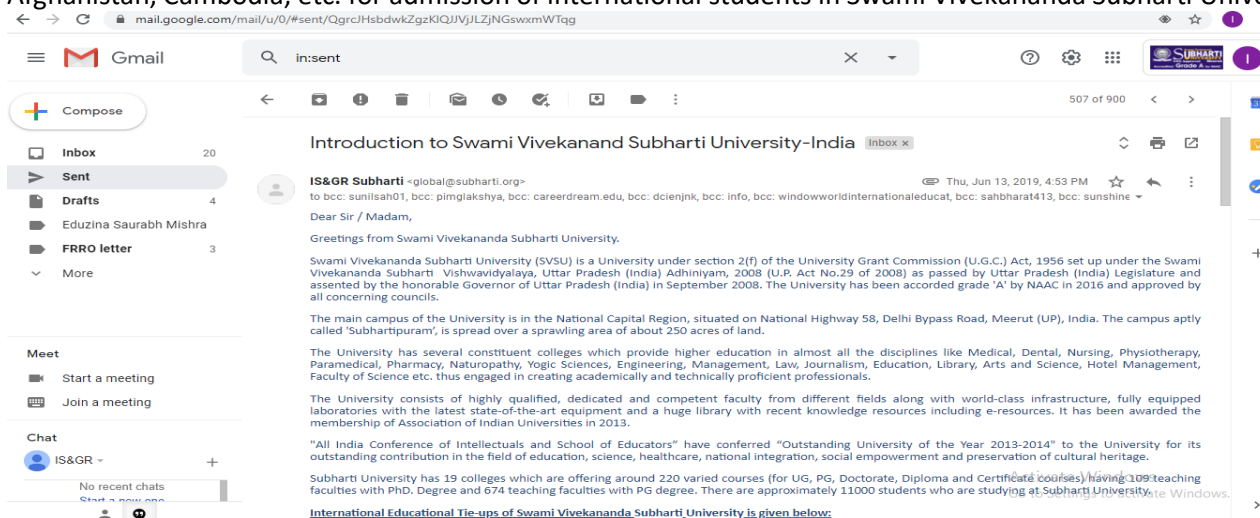 Afghanistan, Cambodia, etc. for admission of international students in Swami Vivekananda Subharti
mail.google.com/mail/u/0/#sent/QgrcJHsbdwkZgzKlQJJVjJLZjNGswxmWTqg
Gmail
in:sent
SUBHARTI
Grade A
Compose
507 of 900
Introduction to Swami Vivekanand Subharti University-India Inbox x
Inbox 20
Sent
IS&GR Subharti <global@subharti.org>
Thu, Jun 13, 2019, 4:53 PM
to bcc: sunilsah01, bcc: pimglakshya, bcc: careerdream.edu, bcc: dcienjnk, bcc: info, bcc: windowworldinternationaleducat, bcc: sahbharat413, bcc: sunshine
Drafts 4
Eduzina Saurabh Mishra
FRRO letter 3
More
Dear Sir / Madam,
Greetings from Swami Vivekananda Subharti University.
Swami Vivekananda Subharti University (SVSU) is a University under section 2(f) of the University Grant Commission (U.G.C.) Act, 1956 set up under the Swami
Vivekananda Subharti Vishwavidyalaya, Uttar Pradesh (India) Adhiniyam, 2008 (U.P. Act No.29 of 2008) as passed by Uttar Pradesh (India) Legislature and
assented by the honorable Governor of Uttar Pradesh (India) in September 2008. The University has been accorded grade 'A' by NAAC in 2016 and approved by
all concerning councils.
The main campus of the University is in the National Capital Region, situated on National Highway 58, Delhi Bypass Road, Meerut (UP), India. The campus aptly
called 'Subhartipuram', is spread over a sprawling area of about 250 acres of land.
The University has several constituent colleges which provide higher education in almost all the disciplines like Medical, Dental, Nursing, Physiotherapy,
Paramedical, Pharmacy, Naturopathy, Yogic Sciences, Engineering, Management, Law, Journalism, Education, Library, Arts and Science, Hotel Management,
Faculty of Science etc. thus engaged in creating academically and technically proficient professionals.
The University consists of highly qualified, dedicated and competent faculty from different fields along with world-class infrastructure, fully equipped
laboratories with the latest state-of-the-art equipment and a huge library with recent knowledge resources including e-resources. It has been awarded the
membership of Association of Indian Universities in 2013.
"All India Conference of Intellectuals and School of Educators” have conferred “Outstanding University of the Year 2013-2014" to the University for its
outstanding contribution in the field of education, science, healthcare, national integration, social empowerment and preservation of cultural heritage.
Subharti University has 19 colleges which are offering around 220 varied courses (for UG, PG, Doctorate, Diploma and Certificate courses) having 109 teaching
faculties with PhD. Degree and 674 teaching faculties with PG degree. There are approximately 11000 students who are studying at Subharti University.
International Educational Tie-ups of Swami Vivekananda Subharti University is given below:
Activate Windows
Go to Settings to activate Windows.
Meet
Start a meeting
Join a meeting
Chat
IS&GR
No recent chats
Start a new one